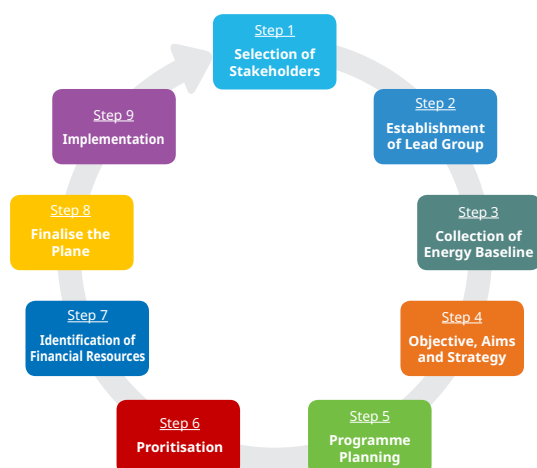 Step 1
Selection of
Stakeholders
Step 2
Establishment
of Lead Group
Step 3
Collection of
Energy Baseline
Step 4
Objective, Aims
and Strategy
Step 5
Programme
Planning
Step 6
Proritisation
Step 7
Identification of
Financial Resources
Step 8
Finalise the
Plane
Step 9
Implementation